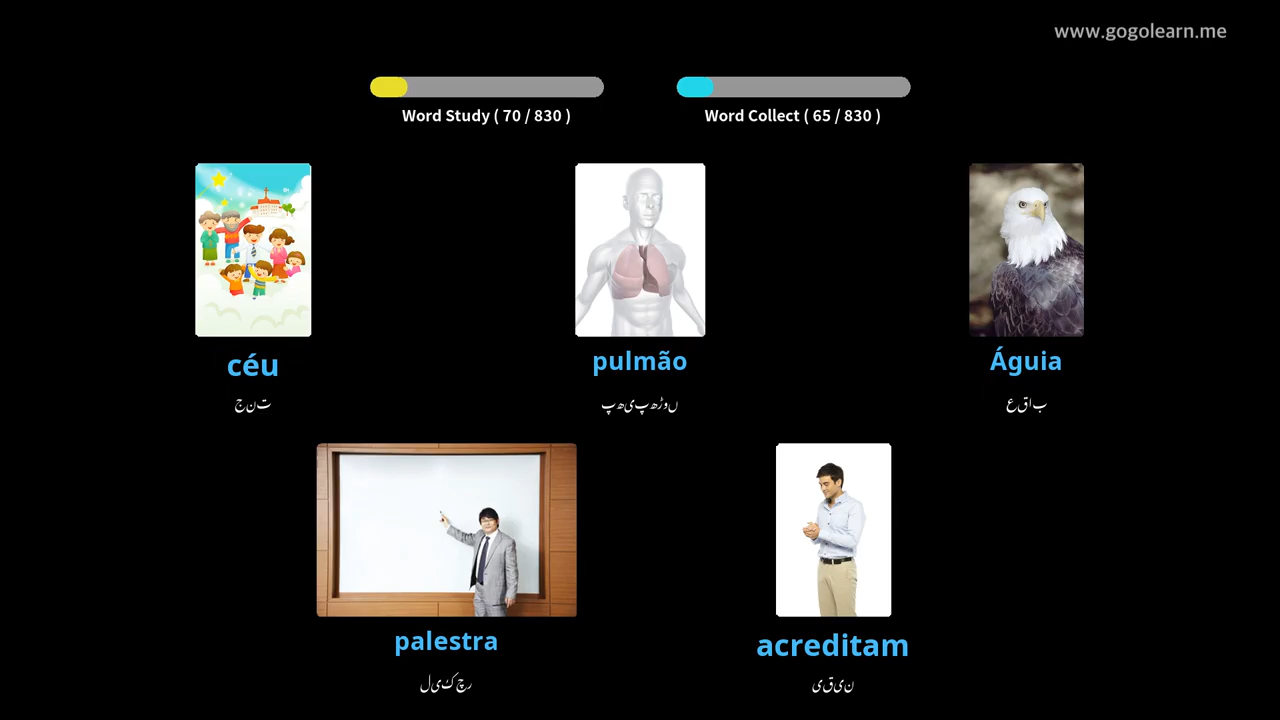 www.gogolearn.me
Word Study ( 70 / 830 )
Word Collect ( 65 / 830 )
céu
pulmão
Águia
جنت
پھیپھڑوں
عقاب
palestra
acreditam
لیکچر
یقین